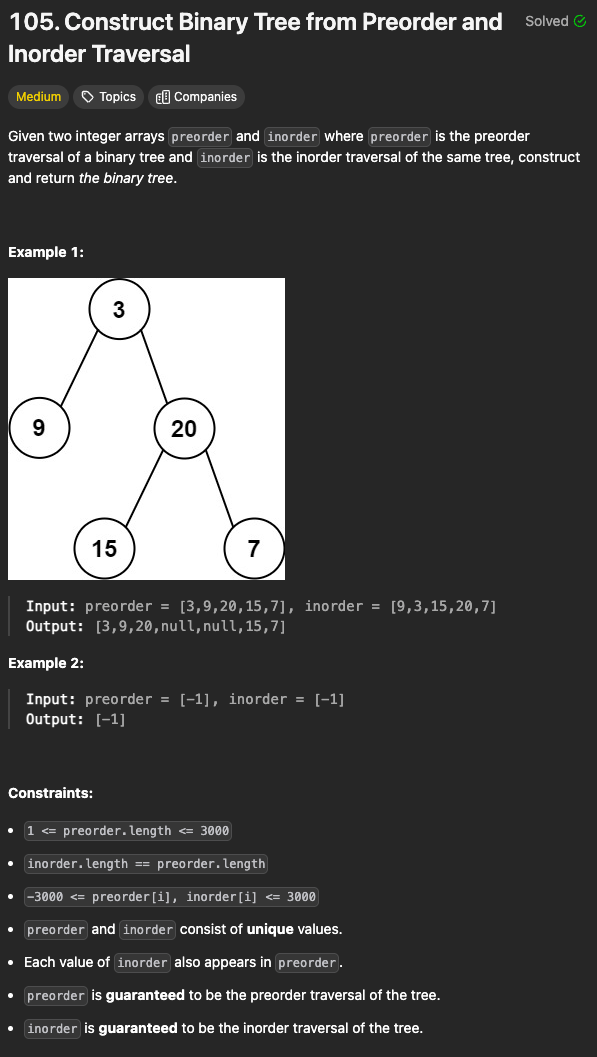 105. Construct Binary Tree from Preorder and
Solved
Inorder Traversal
Medium
Topics
Companies
Given two integer arrays preorder and inorder where preorder is the preorder
traversal of a binary tree and inorder is the inorder traversal of the same tree, construct
and return the binary tree.
Example 1:
3
9
20
15
7
Input: preorder = [3,9,20,15,7], inorder = [9,3,15,20,7]
Output: [3,9,20,null,null,15,7]
Example 2:
Input: preorder = [-1], inorder = [-1]
Output: [-1]
Constraints:
• 1 <= preorder.length <= 3000
• inorder.length == preorder.length
• -3000 <= preorder[i], inorder[i] <= 3000
• preorder and inorder consist of unique values.
• Each value of inorder also appears in preorder.
• preorder is guaranteed to be the preorder traversal of the tree.
• inorder is guaranteed to be the inorder traversal of the tree.